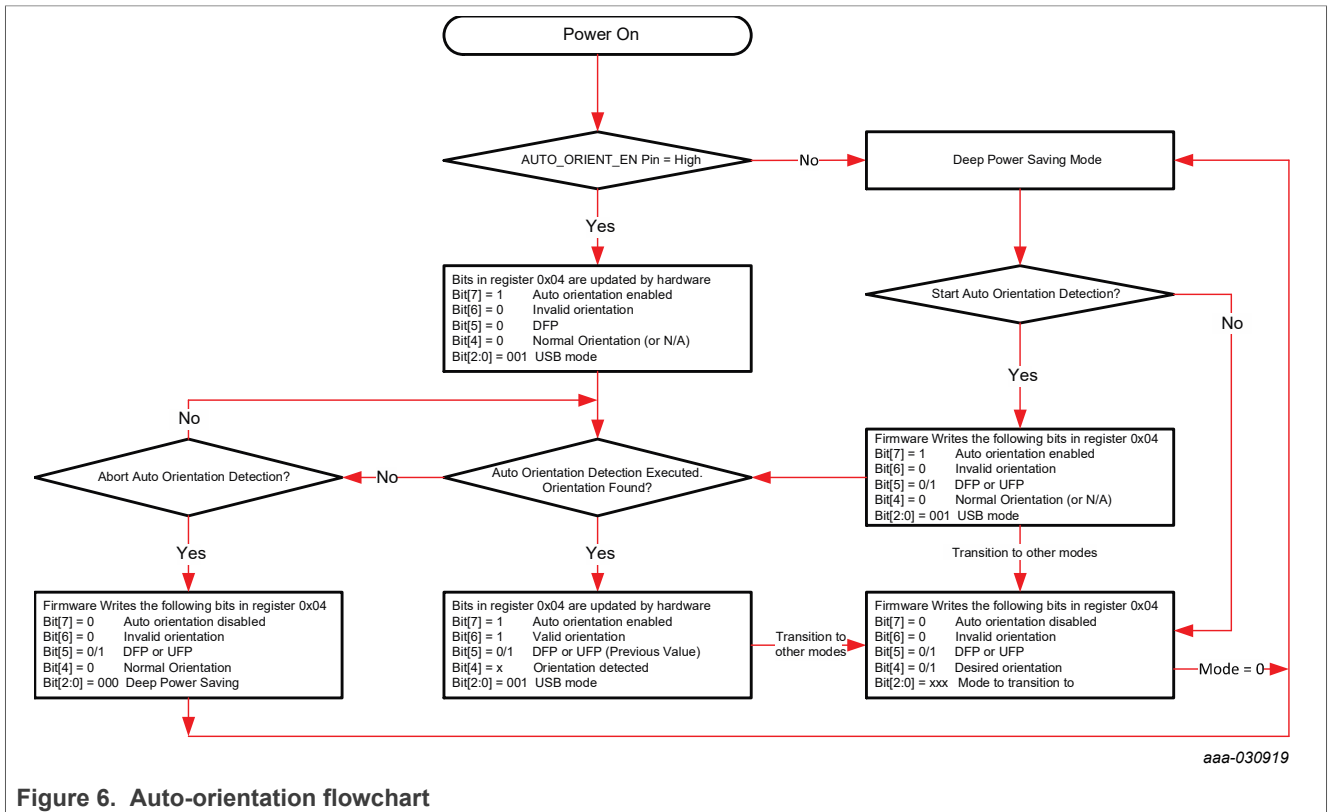 Power On
AUTO_ORIENT_EN Pin = High
No
Deep Power Saving Mode
Yes
Bits in register 0x04 are updated by hardware
Bit[7] = 1 Auto orientation enabled
Bit[6] = 0 Invalid orientation
Bit[5] = 0 DFP
Bit[4] = 0 Normal Orientation (or N/A)
Bit[2:0] = 001 USB mode
Start Auto Orientation Detection?
No
Yes
No
Abort Auto Orientation Detection?
No
Auto Orientation Detection Executed.
Orientation Found?
Firmware Writes the following bits in register 0x04
Bit[7] = 1 Auto orientation enabled
Bit[6] = 0 Invalid orientation
Bit[5] = 0/1 DFP or UFP
Bit[4] = 0 Normal Orientation (or N/A)
Bit[2:0] = 001 USB mode
Yes
Yes
Transition to other modes
Firmware Writes the following bits in register 0x04
Bit[7] = 0 Auto orientation disabled
Bit[6] = 0 Invalid orientation
Bit[5] = 0/1 DFP or UFP
Bit[4] = 0 Normal Orientation
Bit[2:0] = 000 Deep Power Saving
Bits in register 0x04 are updated by hardware
Bit[7] = 1 Auto orientation enabled
Bit[6] = 1 Valid orientation
Bit[5] = 0/1 DFP or UFP (Previous Value)
Bit[4] = x Orientation detected
Bit[2:0] = 001 USB mode
Transition to
other modes
Firmware Writes the following bits in register 0x04
Bit[7] = 0 Auto orientation disabled
Bit[6] = 0 Invalid orientation
Bit[5] = 0/1 DFP or UFP
Bit[4] = 0/1 Desired orientation
Bit[2:0] = xxx Mode to transition to
Mode = 0
aaa-030919
Figure 6. Auto-orientation flowchart